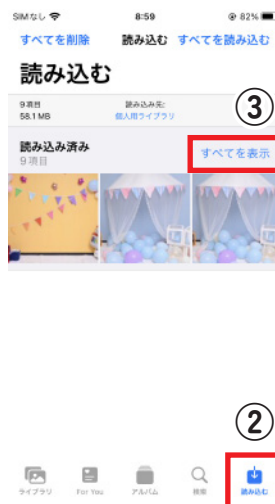 SIMなし 8:59 82%
すべてを削除 読み込む すべてを読み込む
読み込む
9項目 読み込み先:
58.1 MB 個人用ライブラリ
③
読み込み済み
9項目
すべてを表示
②
ライブラリ For You アルバム 検索 読み込む